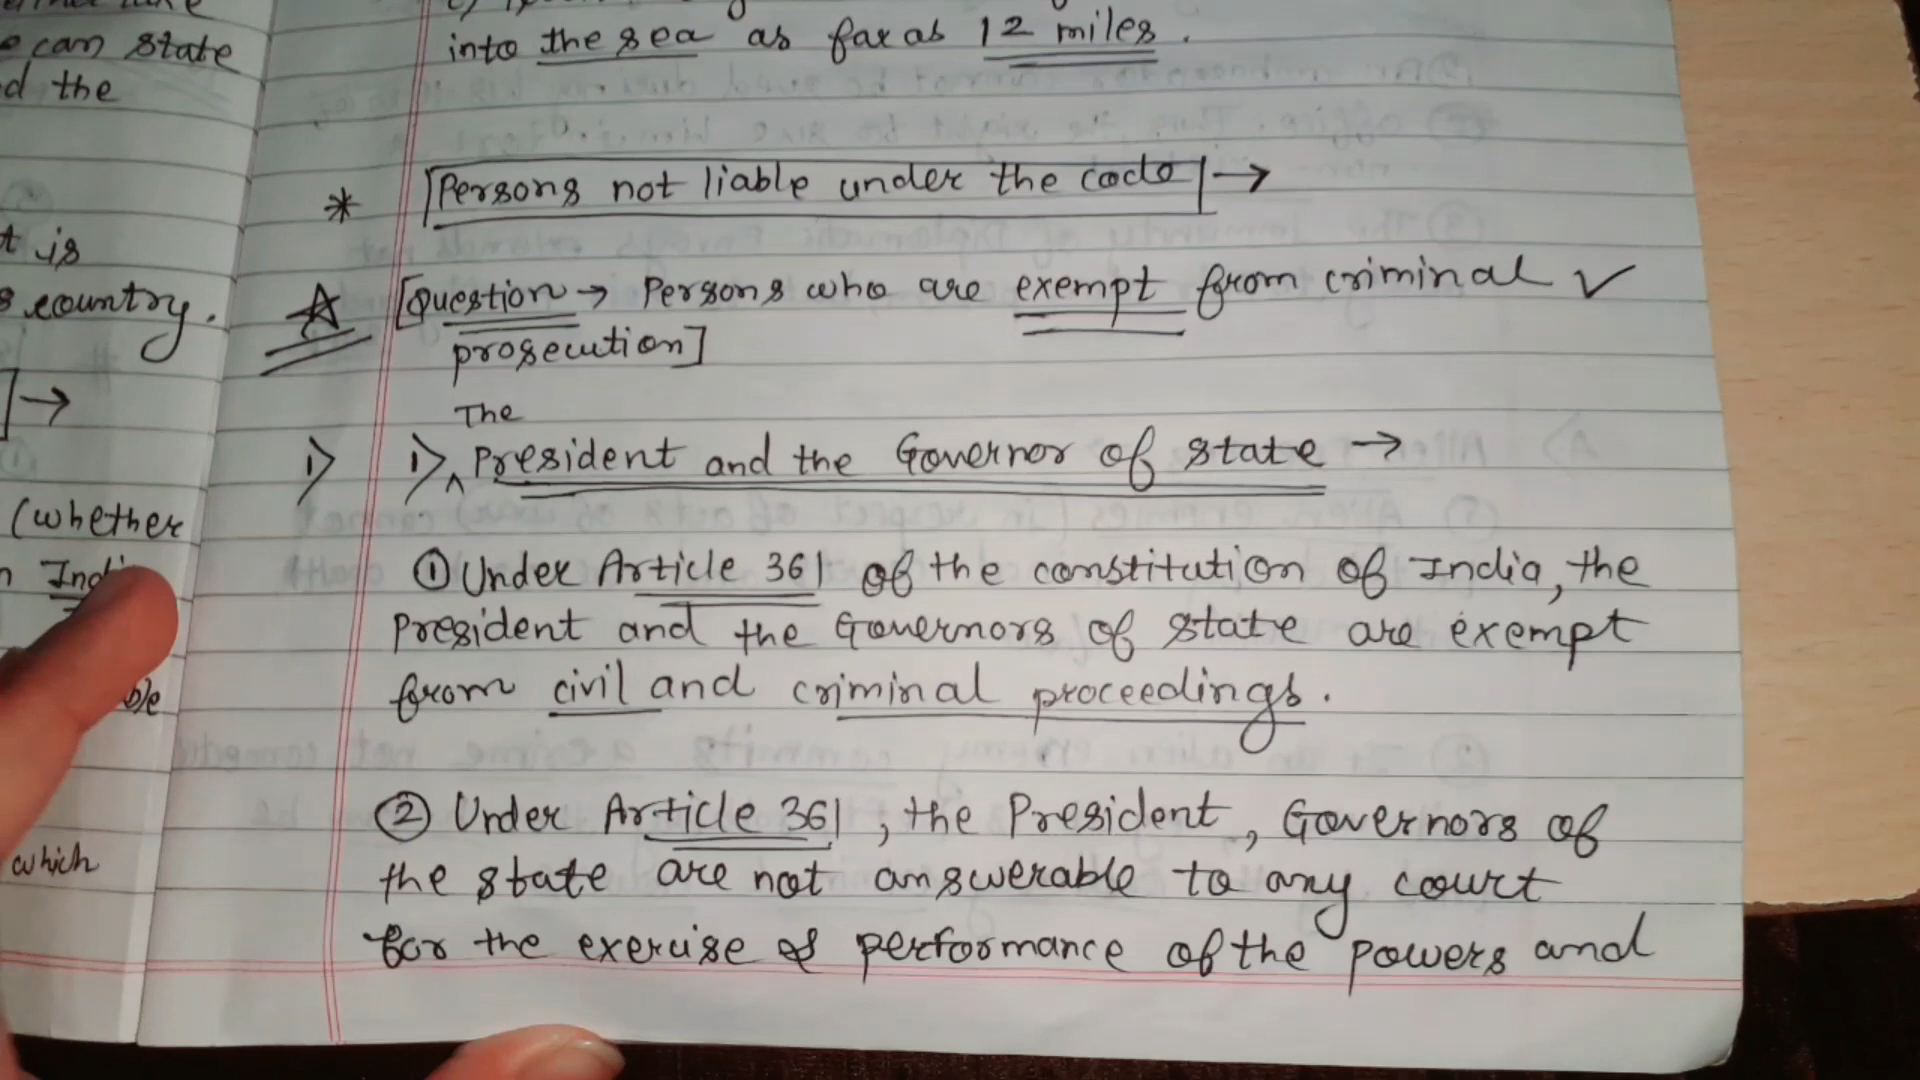 can state
d the
t is
country.
(whether
which
into the sea as far as 12 miles.
* [Persons not liable under the code] →
[Question → Persons who are exempt from criminal ✓
prosecution]
The
i) i) ^ President and the Governor of state →
① Under Article 361 of the constitution of India, the
President and the Governors of state are exempt
from civil and criminal proceedings.
② Under Article 361, the President, Governors of
the state are not answerable to any court
for the exercise & performance of the powers and